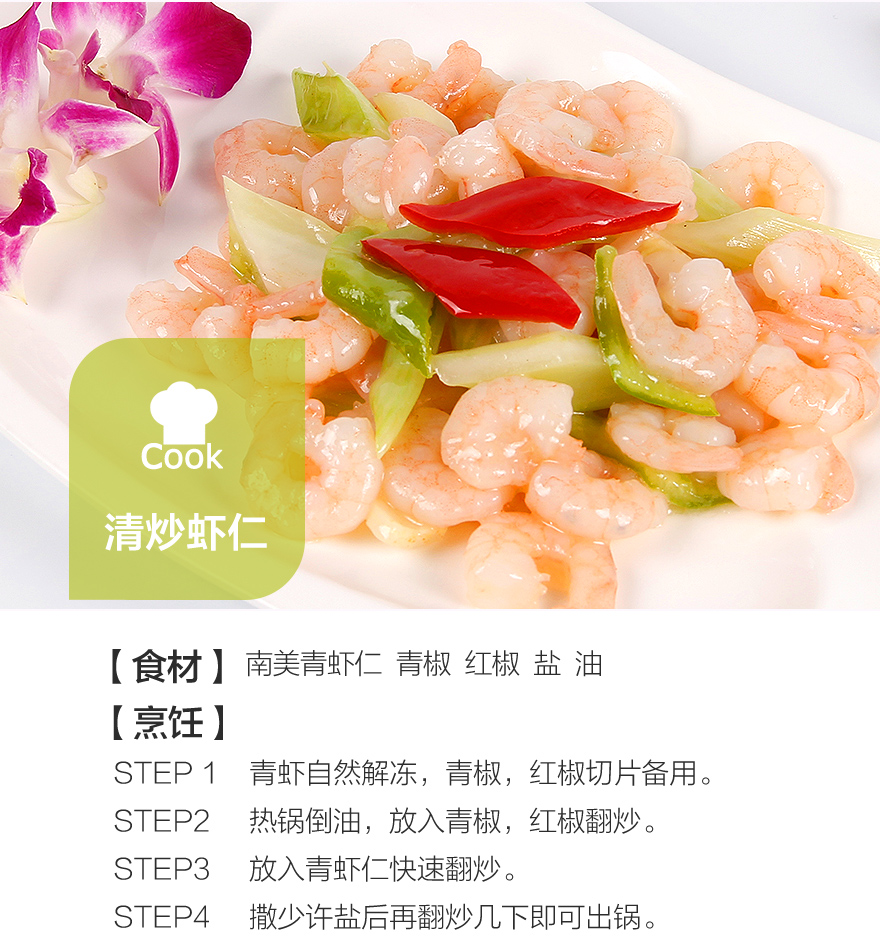 Cook
清炒虾仁
【食材】 南美青虾仁 青椒 红椒 盐 油
【烹饪】
STEP 1 青虾自然解冻，青椒，红椒切片备用。
STEP2 热锅倒油，放入青椒，红椒翻炒。
STEP3 放入青虾仁快速翻炒。
STEP4 撒少许盐后再翻炒几下即可出锅。